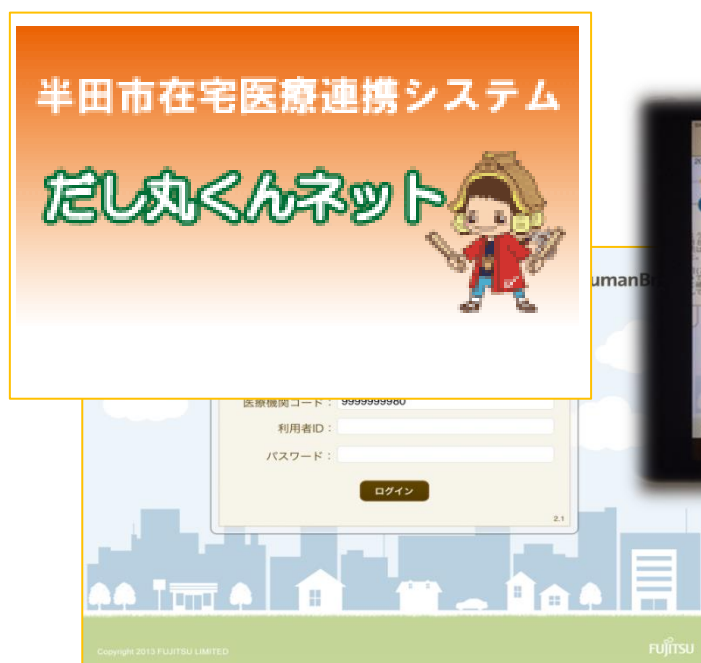 半田市在宅医療連携システム
だし丸くんネット
umanB
医療機関コード： 9999999980
利用者ID：
パスワード：
ログイン
2.1
Copyright 2013 FUJITSU LIMITED
FUJITSU